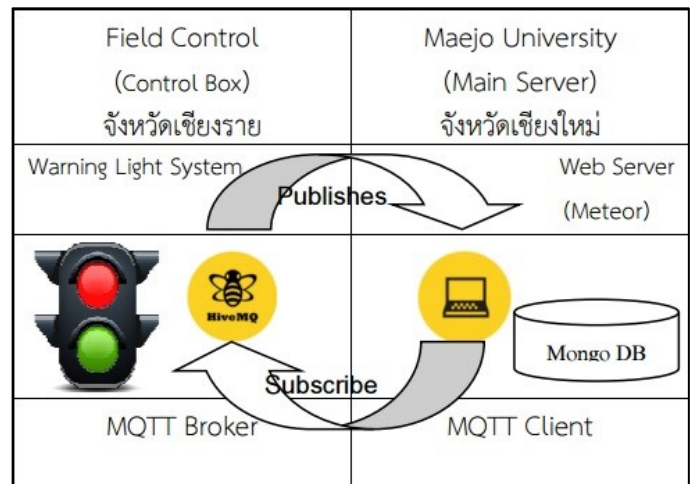 Field Control
(Control Box)
จังหวัดเชียงราย
Maejo University
(Main Server)
จังหวัดเชียงใหม่
Warning Light System
Publishes
Web Server
(Meteor)
HiveMQ
Mongo DB
Subscribe
MQTT Broker
MQTT Client